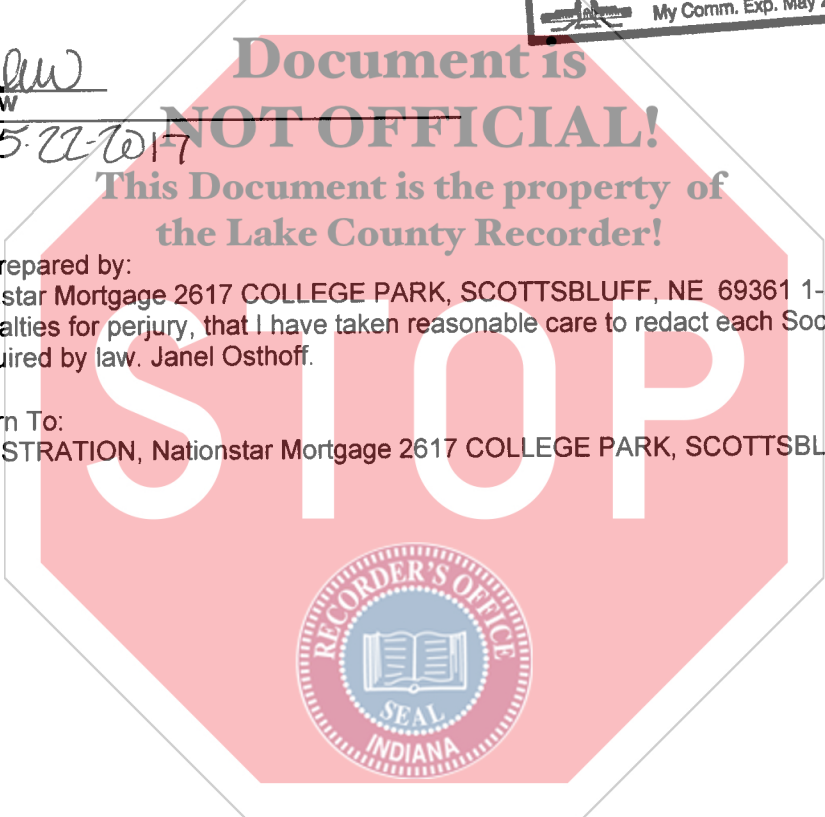 My Comm. Exp. May 2
Document is
W
5-22-2017
NOT OFFICIAL!
This Document is the property of
the Lake County Recorder!
repared by:
star Mortgage 2617 COLLEGE PARK, SCOTTSBLUFF, NE 69361 1-
alties for perjury, that I have taken reasonable care to redact each Soc
uired by law. Janel Osthoff.
rn To:
STRATION, Nationstar Mortgage 2617 COLLEGE PARK, SCOTTSBL
STOP
RECORDER'S OFFICE
SEAL
INDIANA